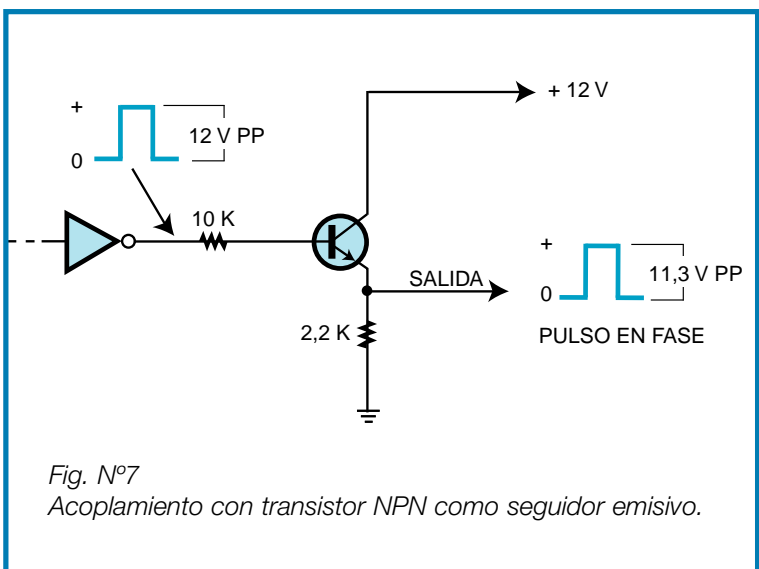 +
12 V PP
0
+ 12 V
10 K
SALIDA
+
11,3 V PP
0
2,2 K
PULSO EN FASE
Fig. Nº7
Acoplamiento con transistor NPN como seguidor emisivo.